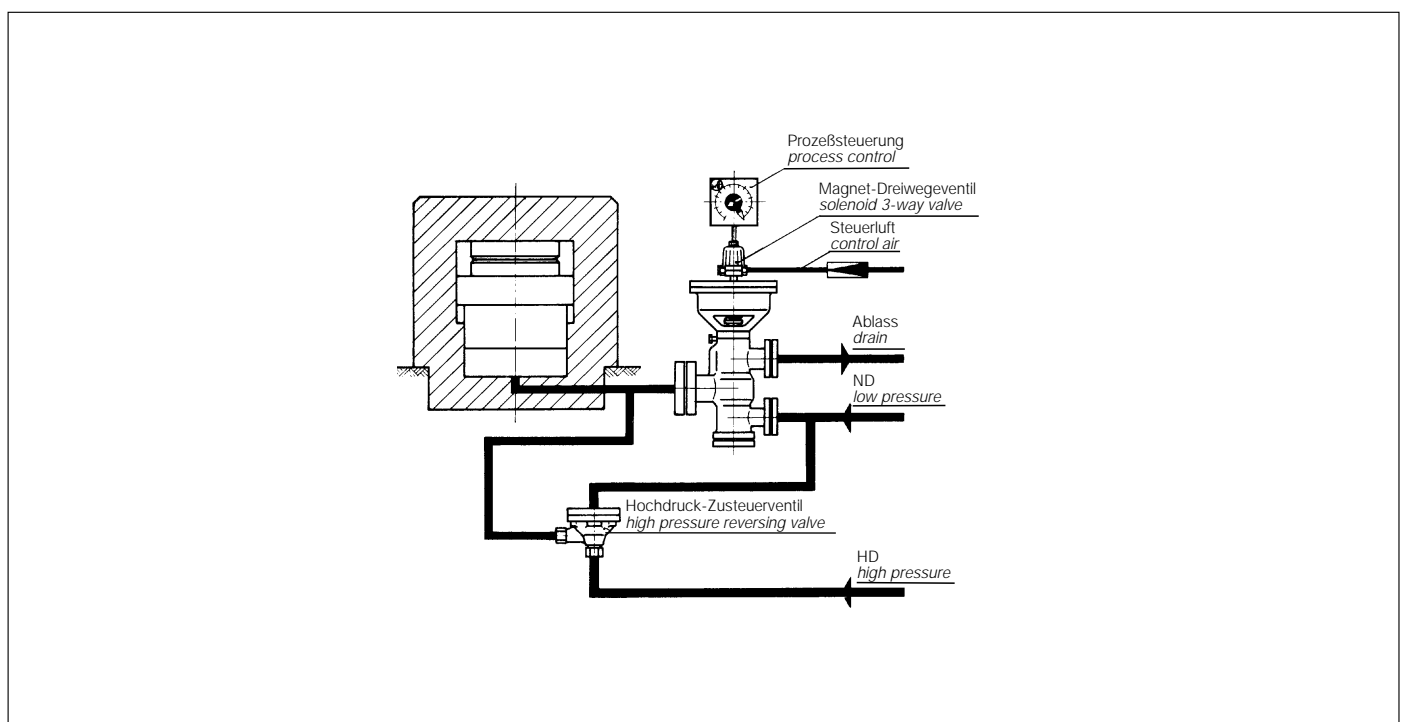 Prozeßsteuerung
process control
Magnet-Dreiwegeventil
solenoid 3-way valve
Steuerluft
control air
Ablass
drain
ND
low pressure
Hochdruck-Zusteuerventil
high pressure reversing valve
HD
high pressure